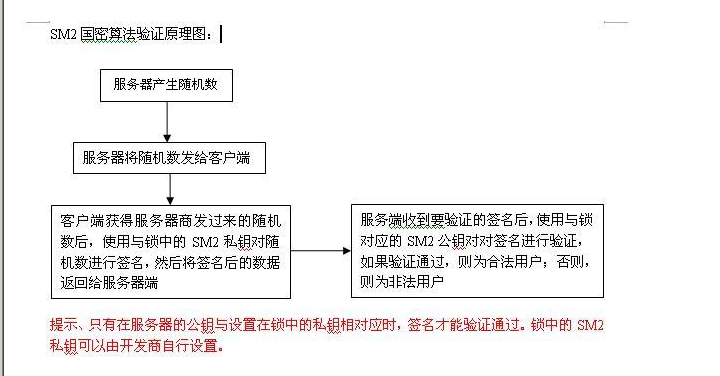 SM2国密算法验证原理图：
服务器产生随机数
服务器将随机数发给客户端
客户端获得服务器商发过来的随机
数后，使用与锁中的 SM2 私钥对随
机数进行签名，然后将签名后的数据
返回给服务器端
服务端收到要验证的签名后，使用与锁
对应的 SM2 公钥对对签名进行验证，
如果验证通过，则为合法用户；否则，
则为非法用户
提示、只有在服务器的公钥与设置在锁中的私钥相对应时，签名才能验证通过。锁中的 SM2
私钥可以由开发商自行设置。